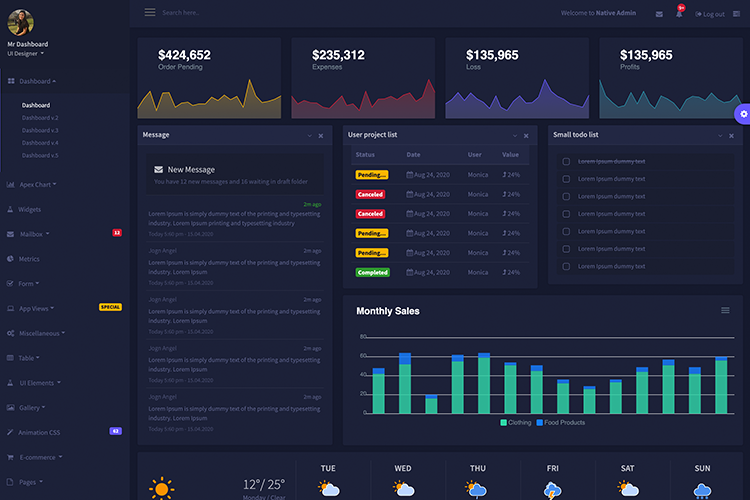 Mr Dashboard
UI Designer
Dashboard
Dashboard
Dashboard v.2
Dashboard v.3
Dashboard v.4
Dashboard v.5
Apex Chart
Widgets
Mailbox 12
Metrics
Form
App Views SPECIAL
Miscellaneous
Table
UI Elements
Gallery
Animation CSS 62
E-commerce
Pages
Search here..
Welcome to Native Admin
9+
Log out
$424,652
Order Pending
$235,312
Expenses
$135,965
Loss
$135,965
Profits
Message
New Message
You have 12 new messages and 16 waiting in draft folder
2m ago
Lorem Ipsum is simply dummy text of the printing and typesetting
industry. Lorem Ipsum printing and typesetting industry
Today 5:60 pm - 15.04.2020
Jogn Angel 2m ago
Lorem Ipsum is simply dummy text of the printing and typesetting
industry. Lorem Ipsum
Today 5:60 pm - 15.04.2020
Jogn Angel 2m ago
Lorem Ipsum is simply dummy text of the printing and typesetting
industry. Lorem Ipsum
Today 5:60 pm - 15.04.2020
Jogn Angel 2m ago
Lorem Ipsum is simply dummy text of the printing and typesetting
industry. Lorem Ipsum
Today 5:60 pm - 15.04.2020
Jogn Angel 2m ago
Lorem Ipsum is simply dummy text of the printing and typesetting
industry. Lorem Ipsum
Today 5:60 pm - 15.04.2020
User project list
Status Date User Value
Pending... Aug 24, 2020 Monica 24%
Canceled Aug 24, 2020 Monica 24%
Canceled Aug 24, 2020 Monica 24%
Pending... Aug 24, 2020 Monica 24%
Pending... Aug 24, 2020 Monica 24%
Completed Aug 24, 2020 Monica 24%
Small todo list
Lorem Ipsum dummy text
Lorem Ipsum dummy text
Lorem Ipsum dummy text
Lorem Ipsum dummy text
Lorem Ipsum dummy text
Lorem Ipsum dummy text
Lorem Ipsum dummy text
Monthly Sales
80
60
40
20
0
Clothing Food Products
12°/ 25°
Monday / Clear
TUE
WED
THU
FRI
SAT
SUN